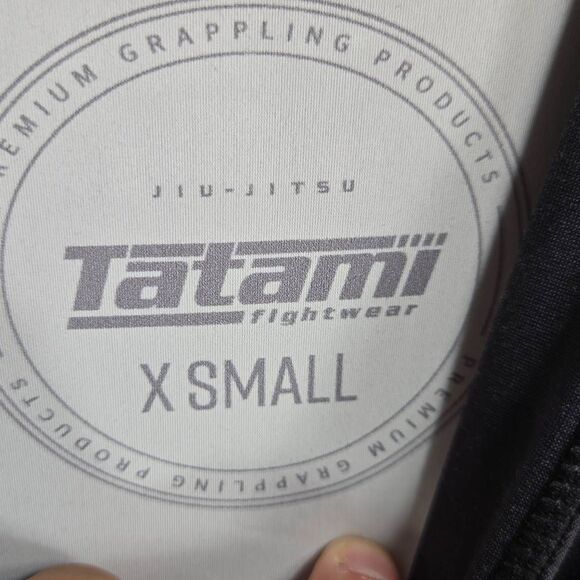 PREMIUM GRAPPLING PRODUCTS
JIU-JITSU
Tatami
fightwear
X SMALL
PREMIUM GRAPPLING PRODUCTS